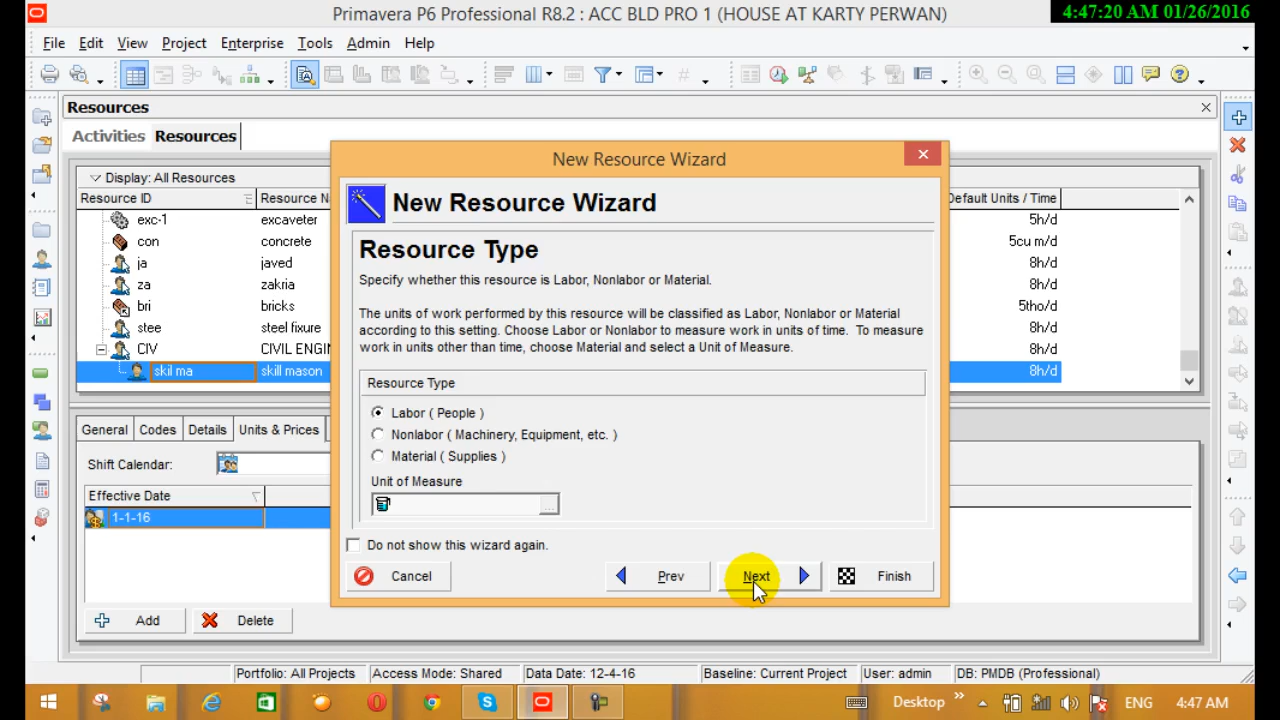 Primavera P6 Professional R8.2 : ACC BLD PRO 1 (HOUSE AT KARTY PERWAN)
4:47:20 AM 01/26/2016
File Edit View Project Enterprise Tools Admin Help
Resources
Activities Resources
Display: All Resources
Resource ID Resource N Default Units / Time
exc-1 excaveter 5h/d
con concrete 5cu m/d
ja javed 8h/d
za zakria 8h/d
bri bricks 5tho/d
stee steel fixure 8h/d
CIV CIVIL ENGIN 8h/d
skil ma skill mason 8h/d
General Codes Details Units & Prices
Shift Calendar:
Effective Date
1-1-16
Add Delete
New Resource Wizard
New Resource Wizard
Resource Type
Specify whether this resource is Labor, Nonlabor or Material.
The units of work performed by this resource will be classified as Labor, Nonlabor or Material
according to this setting. Choose Labor or Nonlabor to measure work in units of time. To measure
work in units other than time, choose Material and select a Unit of Measure.
Resource Type
Labor ( People )
Nonlabor ( Machinery, Equipment, etc. )
Material ( Supplies )
Unit of Measure
...
Do not show this wizard again.
Cancel Prev Next Finish
Portfolio: All Projects Access Mode: Shared Data Date: 12-4-16 Baseline: Current Project User: admin DB: PMDB (Professional)
Desktop ENG 4:47 AM